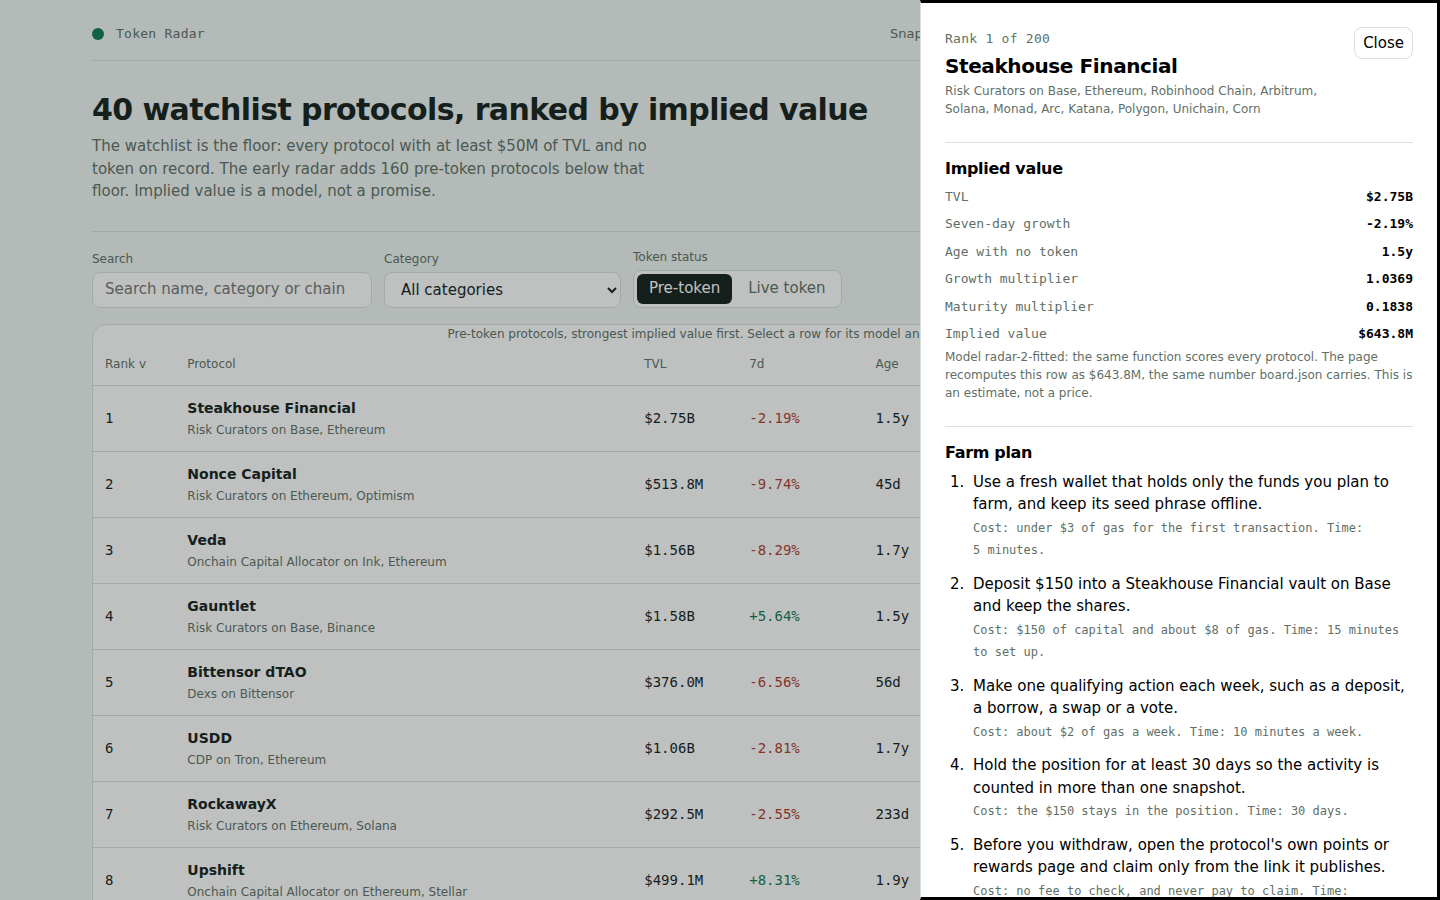 Token Radar
Snap
40 watchlist protocols, ranked by implied value
The watchlist is the floor: every protocol with at least $50M of TVL and no
token on record. The early radar adds 160 pre-token protocols below that
floor. Implied value is a model, not a promise.
Search
Category
Token status
Search name, category or chain
All categories
Pre-token
Live token
Pre-token protocols, strongest implied value first. Select a row for its model an
Rank v
Protocol
TVL
7d
Age
1
Steakhouse Financial
Risk Curators on Base, Ethereum
$2.75B
-2.19%
1.5y
2
Nonce Capital
Risk Curators on Ethereum, Optimism
$513.8M
-9.74%
45d
3
Veda
Onchain Capital Allocator on Ink, Ethereum
$1.56B
-8.29%
1.7y
4
Gauntlet
Risk Curators on Base, Binance
$1.58B
+5.64%
1.5y
5
Bittensor dTAO
Dexs on Bittensor
$376.0M
-6.56%
56d
6
USDD
CDP on Tron, Ethereum
$1.06B
-2.81%
1.7y
7
RockawayX
Risk Curators on Ethereum, Solana
$292.5M
-2.55%
233d
8
Upshift
Onchain Capital Allocator on Ethereum, Stellar
$499.1M
+8.31%
1.9y
Rank 1 of 200
Close
Steakhouse Financial
Risk Curators on Base, Ethereum, Robinhood Chain, Arbitrum,
Solana, Monad, Arc, Katana, Polygon, Unichain, Corn
Implied value
TVL $2.75B
Seven-day growth -2.19%
Age with no token 1.5y
Growth multiplier 1.0369
Maturity multiplier 0.1838
Implied value $643.8M
Model radar-2-fitted: the same function scores every protocol. The page
recomputes this row as $643.8M, the same number board.json carries. This is
an estimate, not a price.
Farm plan
1. Use a fresh wallet that holds only the funds you plan to
farm, and keep its seed phrase offline.
Cost: under $3 of gas for the first transaction. Time:
5 minutes.
2. Deposit $150 into a Steakhouse Financial vault on Base
and keep the shares.
Cost: $150 of capital and about $8 of gas. Time: 15 minutes
to set up.
3. Make one qualifying action each week, such as a deposit,
a borrow, a swap or a vote.
Cost: about $2 of gas a week. Time: 10 minutes a week.
4. Hold the position for at least 30 days so the activity is
counted in more than one snapshot.
Cost: the $150 stays in the position. Time: 30 days.
5. Before you withdraw, open the protocol's own points or
rewards page and claim only from the link it publishes.
Cost: no fee to check, and never pay to claim. Time: